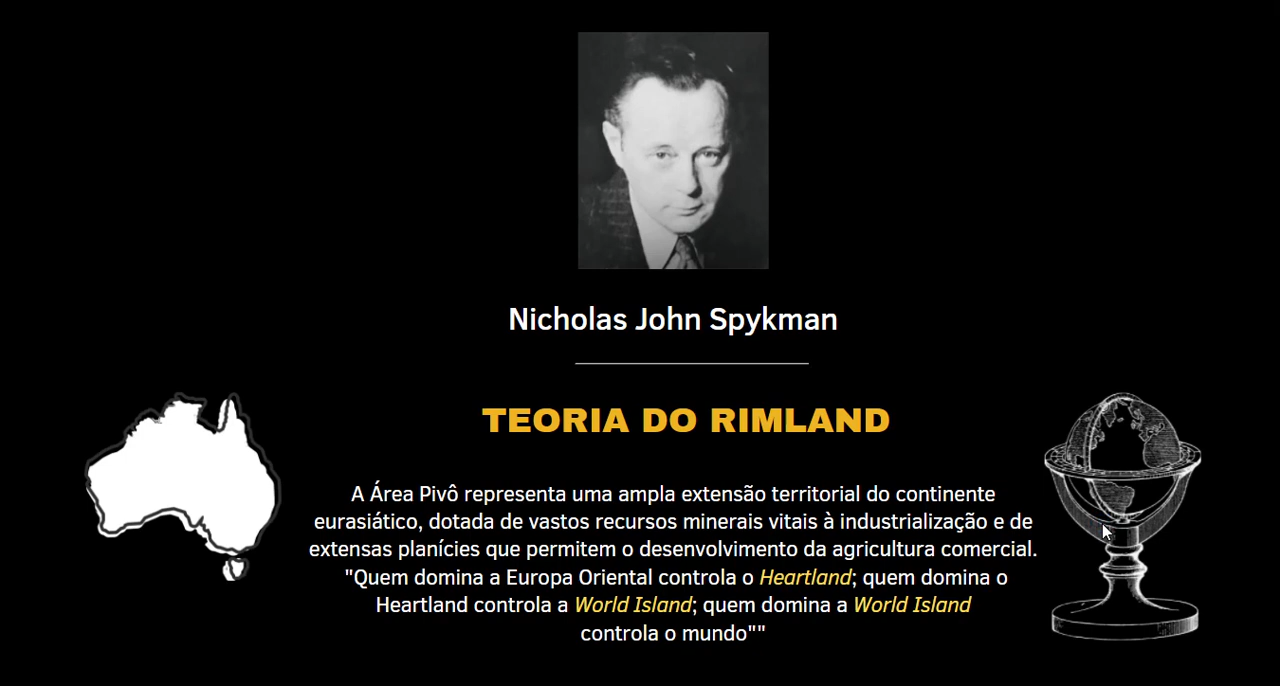 Nicholas John Spykman
TEORIA DO RIMLAND
A Área Pivô representa uma ampla extensão territorial do continente
eurasiático, dotada de vastos recursos minerais vitais à industrialização e de
extensas planícies que permitem o desenvolvimento da agricultura comercial.
"Quem domina a Europa Oriental controla o Heartland; quem domina o
Heartland controla a World Island; quem domina a World Island
controla o mundo""